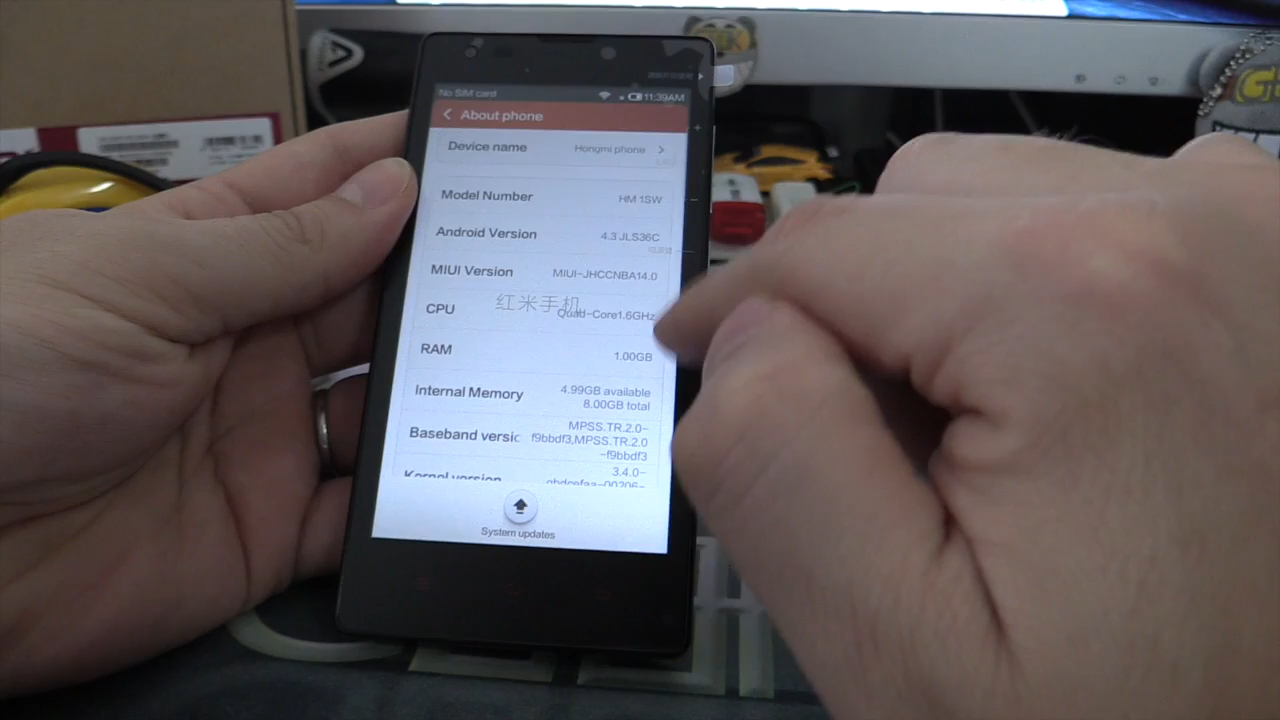 No SIM card 11:39AM
About phone
Device name Hongmi phone
Model Number HM 1SW
Android Version 4.3 JLS36C
MIUI Version MIUI-JHCCNBA14.0
红米手机
CPU Quad-Core1.6GHz
RAM 1.00GB
Internal Memory 4.99GB available
8.00GB total
Baseband versic MPSS.TR.2.0-
f9bbdf3,MPSS.TR.2.0
-f9bbdf3
Kernel version 3.4.0-
System updates